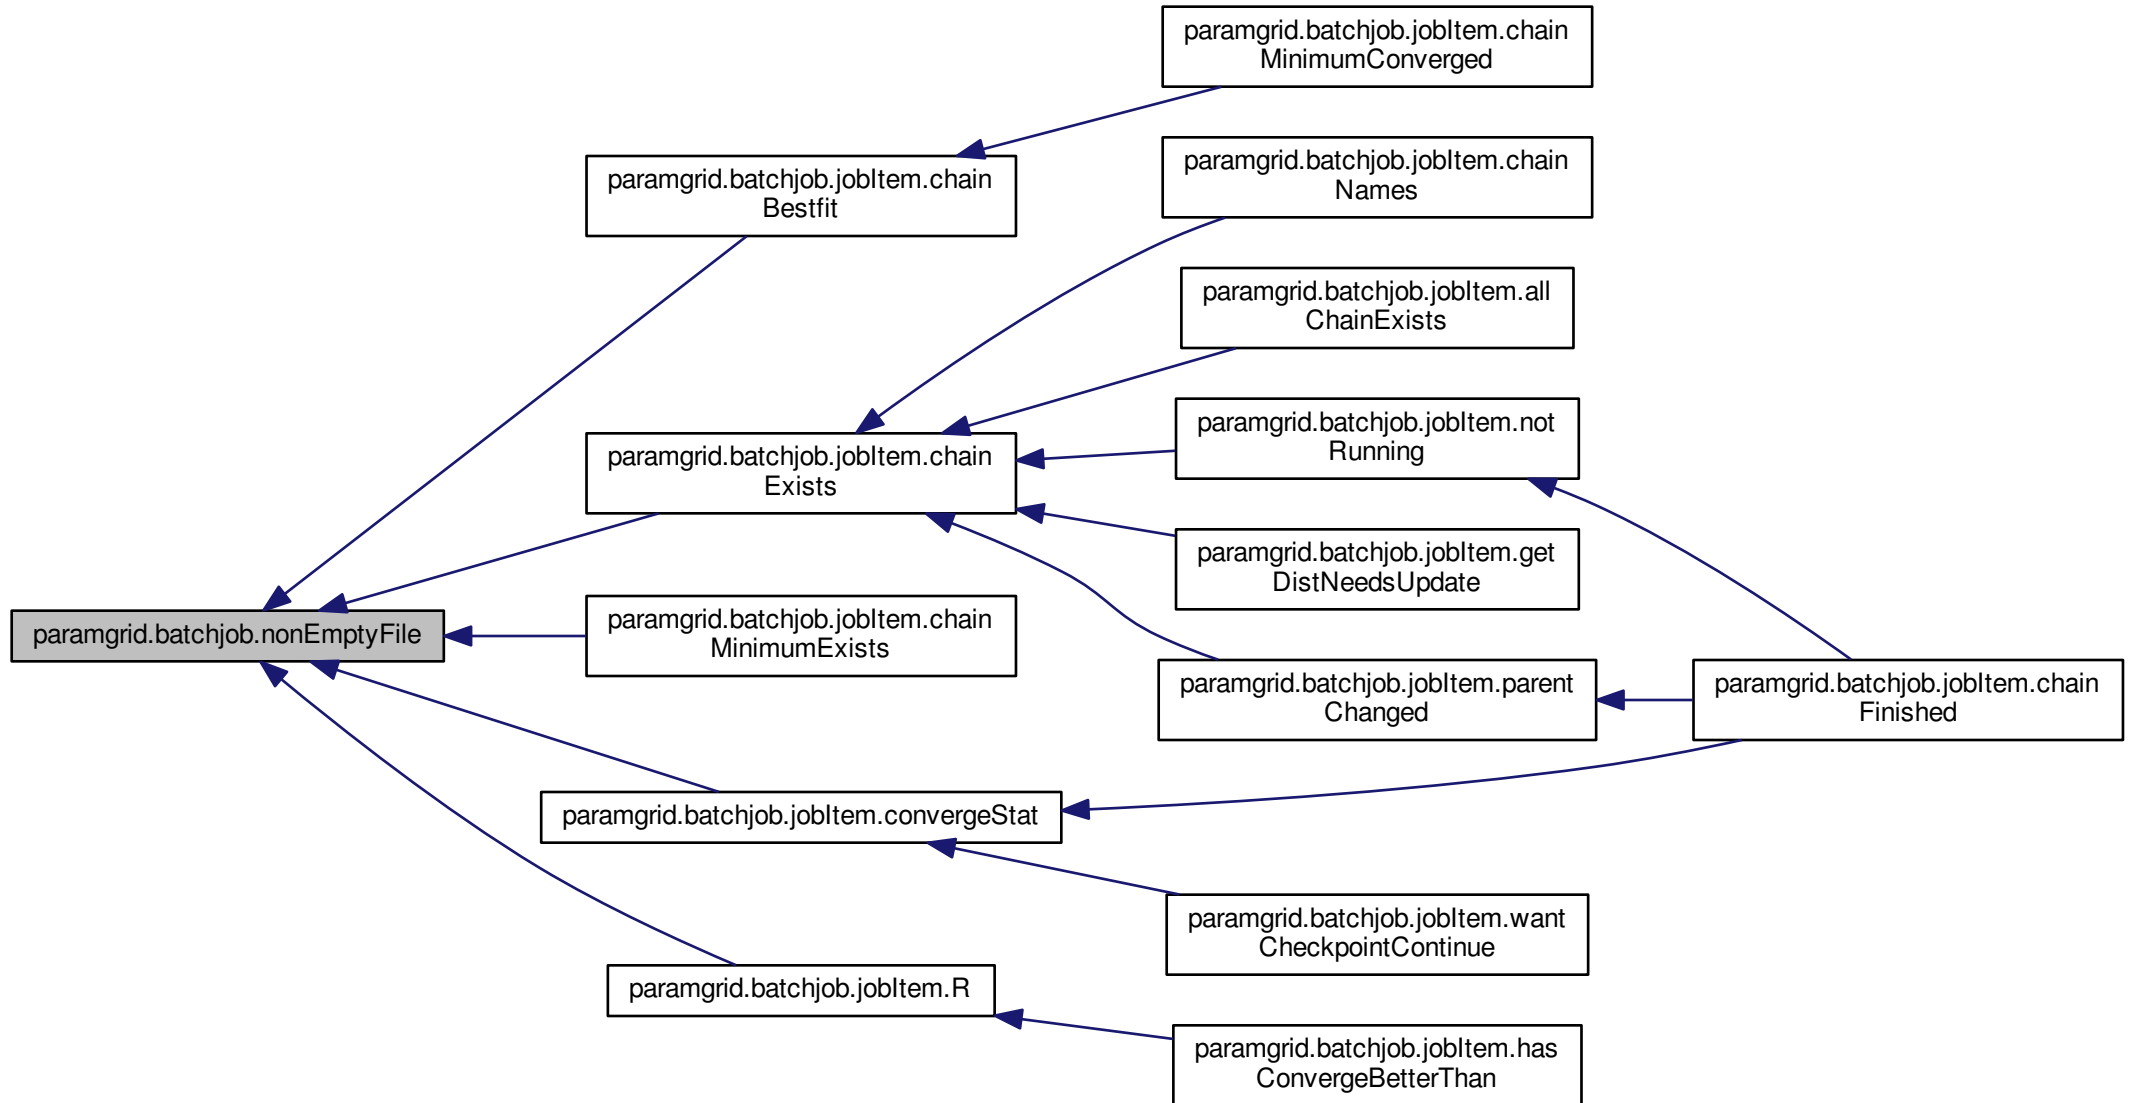 paramgrid.batchjob.jobItem.chain
MinimumConverged
paramgrid.batchjob.jobItem.chain
Names
paramgrid.batchjob.jobItem.chain
Bestfit
paramgrid.batchjob.jobItem.all
ChainExists
paramgrid.batchjob.jobItem.not
Running
paramgrid.batchjob.jobItem.chain
Exists
paramgrid.batchjob.jobItem.get
DistNeedsUpdate
paramgrid.batchjob.nonEmptyFile
paramgrid.batchjob.jobItem.chain
MinimumExists
paramgrid.batchjob.jobItem.parent
Changed
paramgrid.batchjob.jobItem.chain
Finished
paramgrid.batchjob.jobItem.convergeStat
paramgrid.batchjob.jobItem.want
CheckpointContinue
paramgrid.batchjob.jobItem.R
paramgrid.batchjob.jobItem.has
ConvergeBetterThan